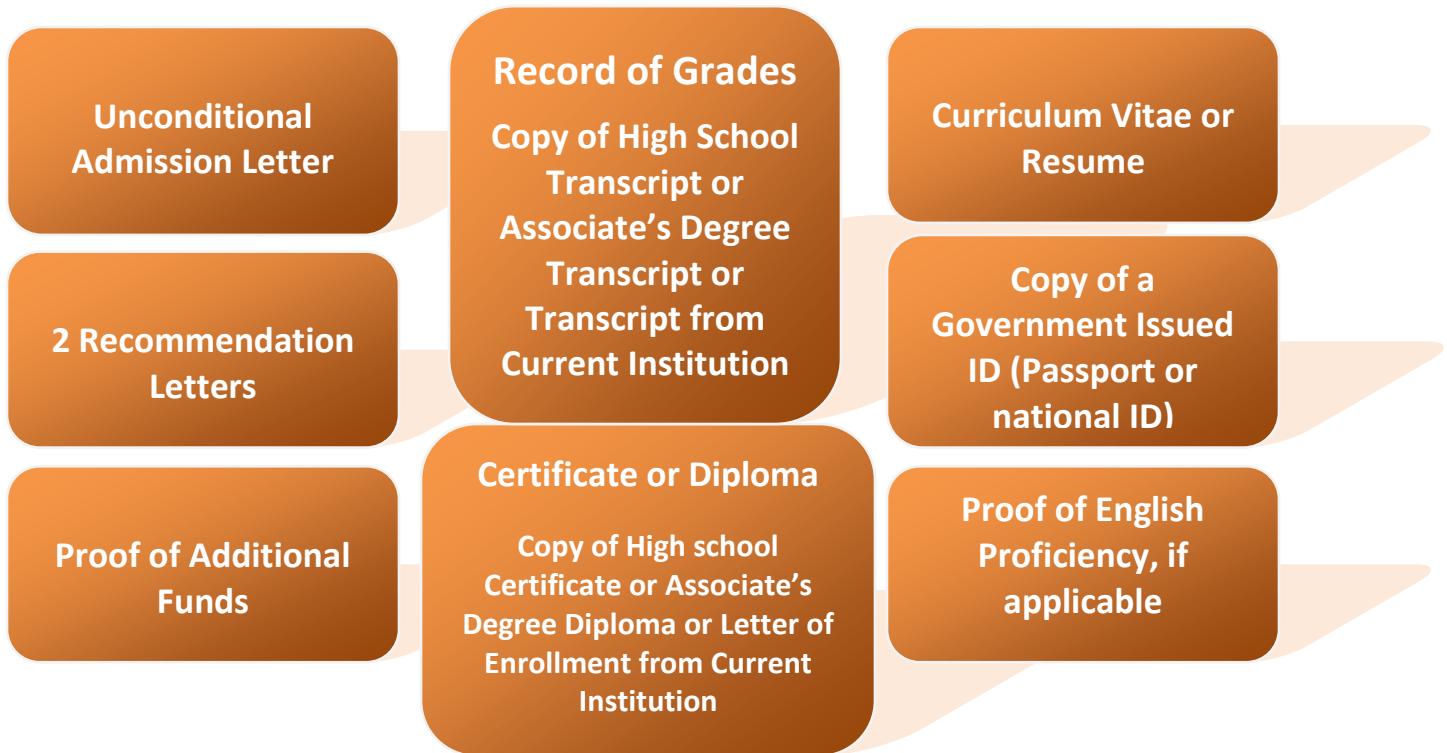 Unconditional
Admission Letter
2 Recommendation
Letters
Proof of Additional
Funds
Record of Grades
Copy of High School
Transcript or
Associate’s Degree
Transcript or
Transcript from
Current Institution
Certificate or Diploma
Copy of High school
Certificate or Associate’s
Degree Diploma or Letter of
Enrollment from Current
Institution
Curriculum Vitae or
Resume
Copy of a
Government Issued
ID (Passport or
national ID)
Proof of English
Proficiency, if
applicable